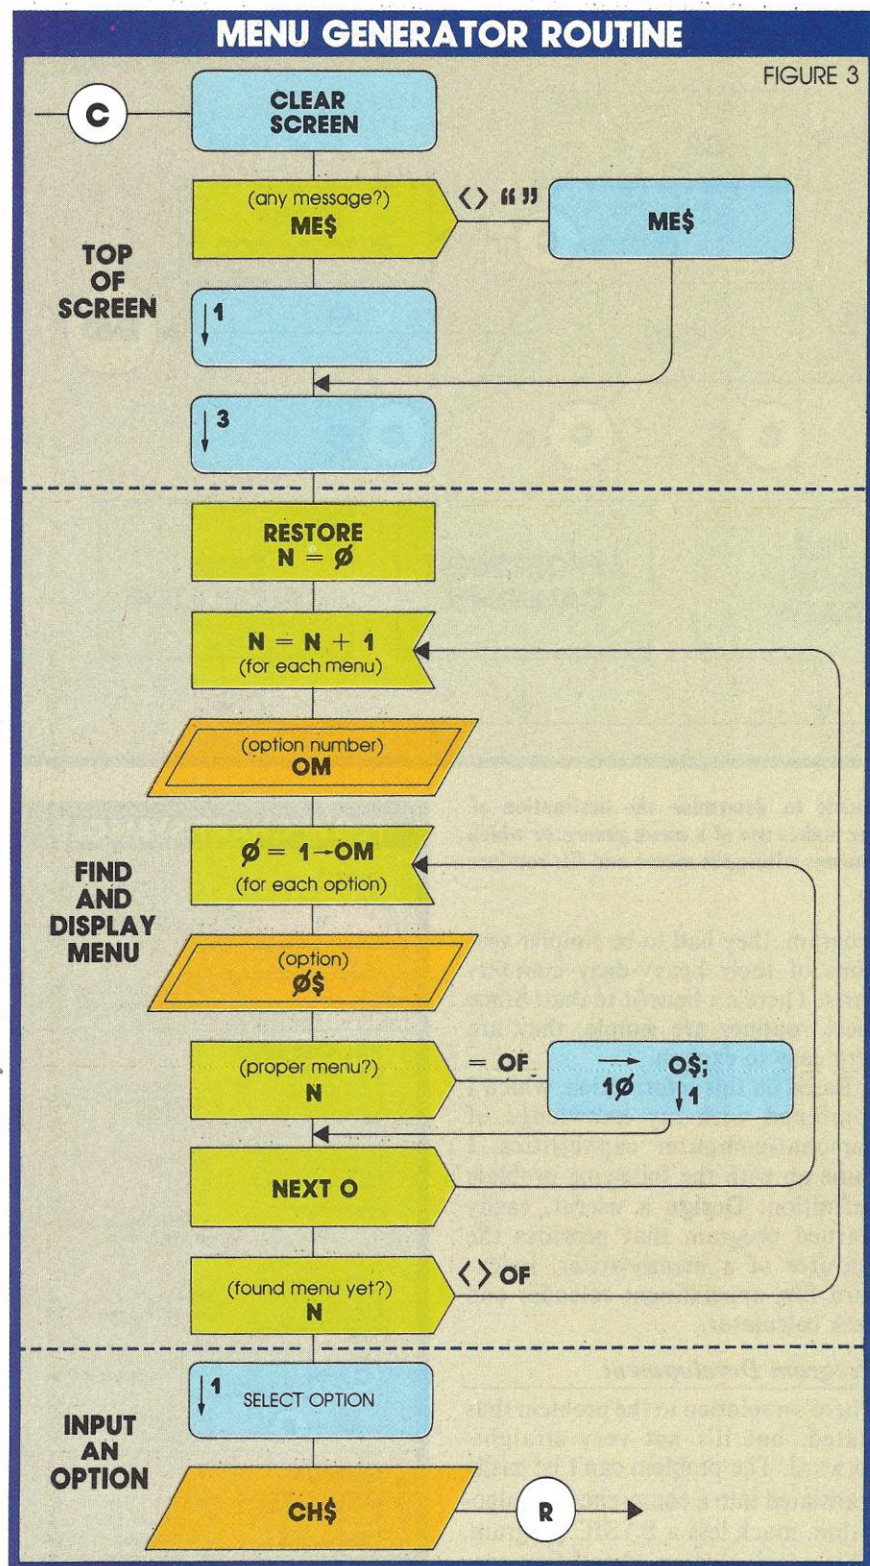 MENU GENERATOR ROUTINE
FIGURE 3
C
CLEAR
SCREEN
(any message?)
ME$
<> “ ”
ME$
TOP
OF
SCREEN
↓1
↓3
RESTORE
N = Ø
N = N + 1
(for each menu)
(option number)
OM
Ø = 1→OM
(for each option)
FIND
AND
DISPLAY
MENU
(option)
Ø$
(proper menu?)
N
= OF
→ O$;
1Ø ↓1
NEXT O
(found menu yet?)
N
<> OF
↓1 SELECT OPTION
INPUT
AN
OPTION
CH$
R